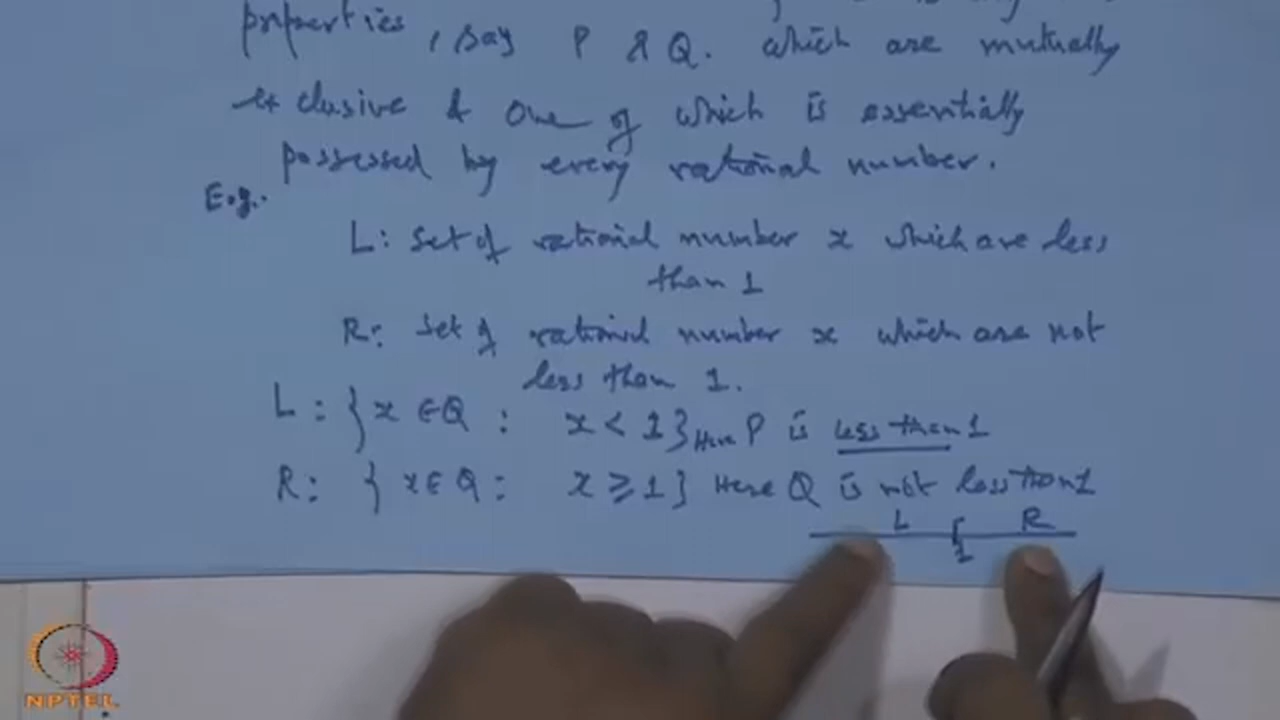 properties, say P & Q. which are mutually
exclusive & one of which is essentially
possessed by every rational number.
E.g.
L: set of rational number x which are less
than 1
R: set of rational number x which are not
less than 1.
L: {x ∈ Q : x < 1} Here P is less than 1
R: {x ∈ Q : x ≥ 1} Here Q is not less than 1
L [ R
1
NPTEL